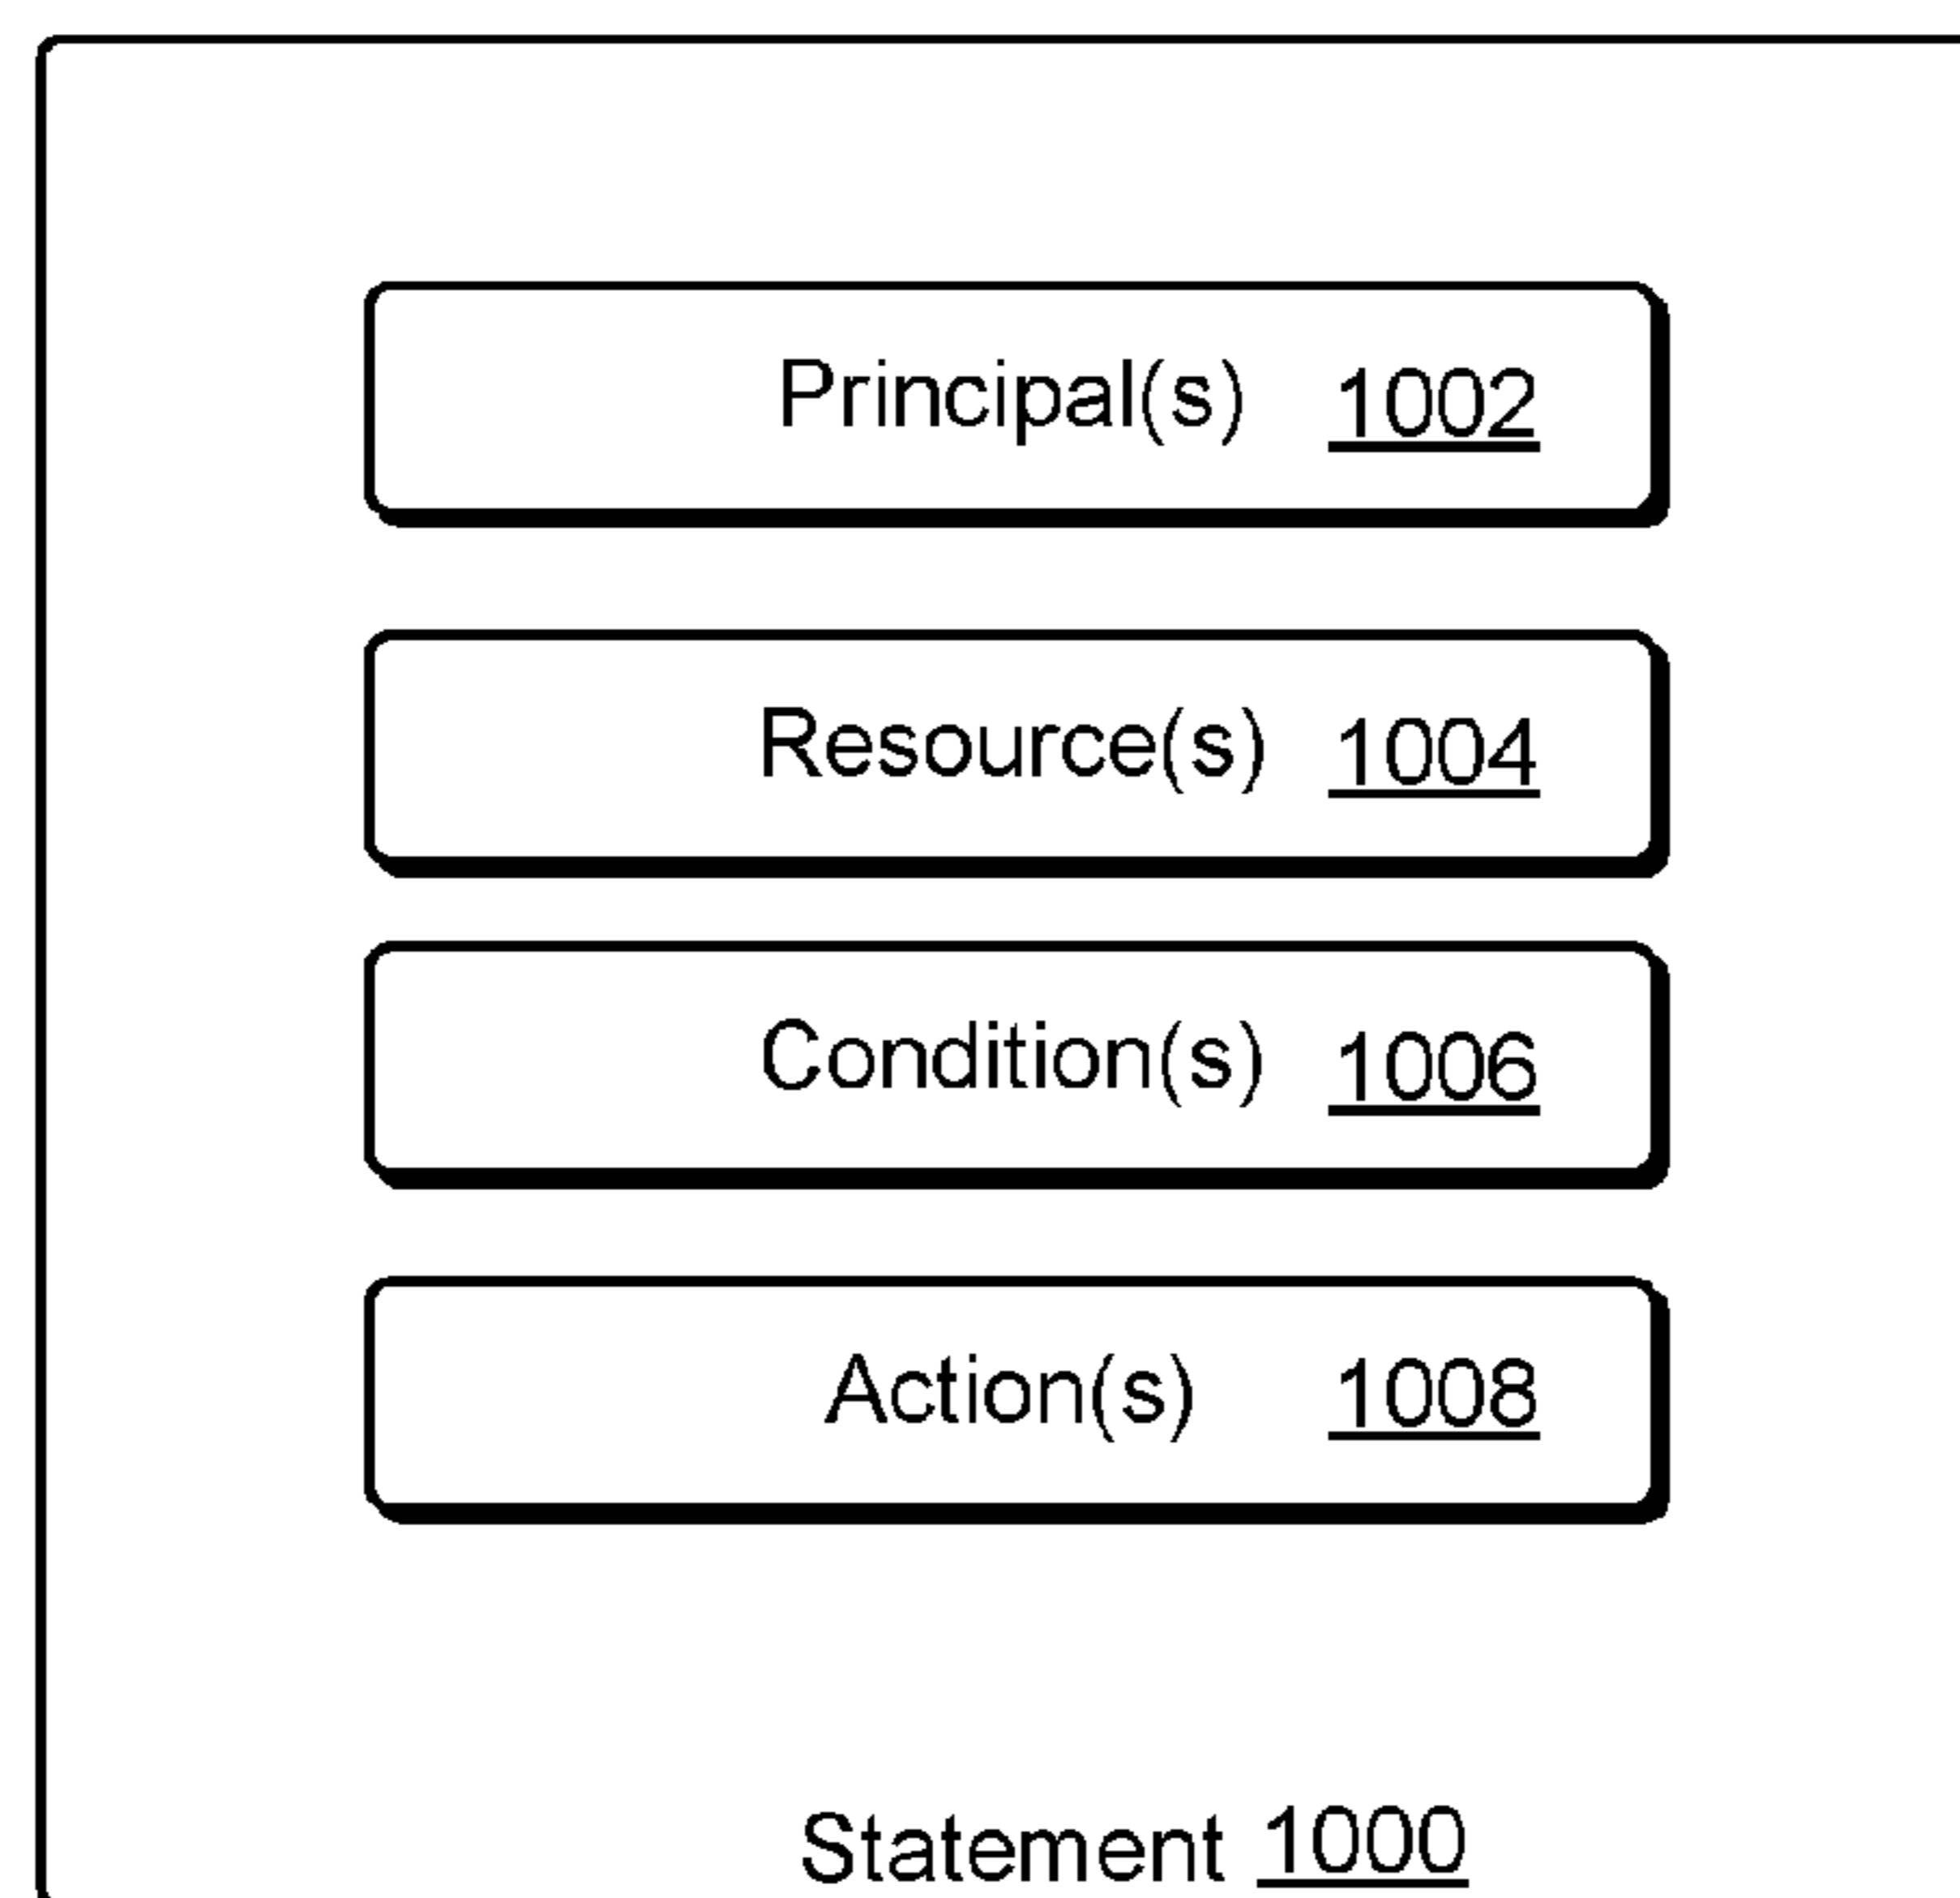 Principal(s) 1002
Resource(s) 1004
Condition(s) 1006
Action(s) 1008
Statement 1000